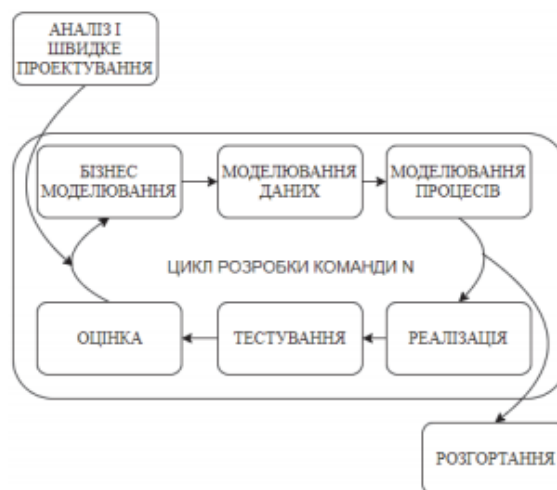 АНАЛІЗ І
ШВИДКЕ
ПРОЕКТУВАННЯ
БІЗНЕС
МОДЕЛЮВАННЯ
МОДЕЛЮВАННЯ
ДАНИХ
МОДЕЛЮВАННЯ
ПРОЦЕСІВ
ЦИКЛ РОЗРОБКИ КОМАНДИ N
ОЦІНКА
ТЕСТУВАННЯ
РЕАЛІЗАЦІЯ
РОЗГОРТАННЯ